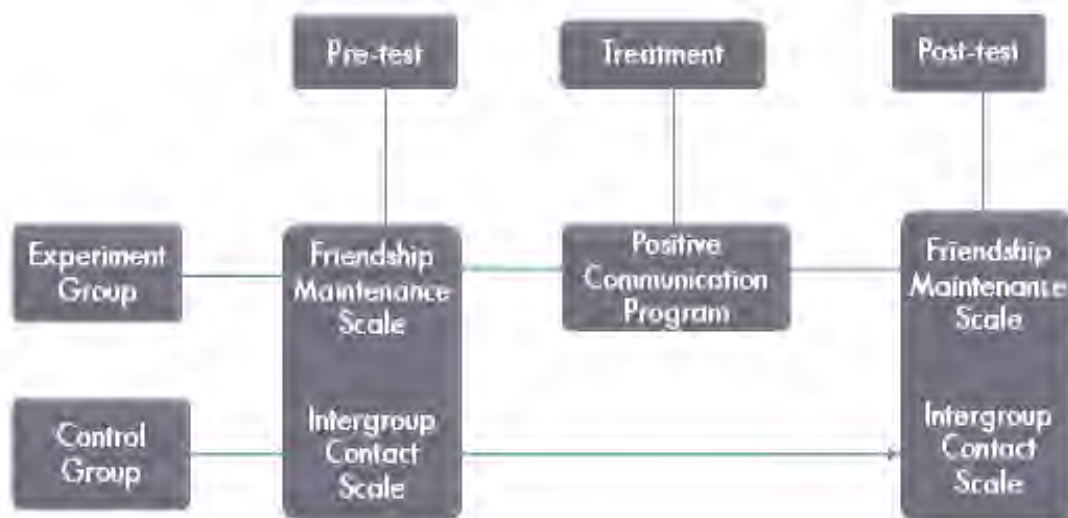 Pre-test
Treatment
Post-test
Experiment
Group
Friendship
Maintenance
Scale
Positive
Communication
Program
Friendship
Maintenance
Scale
Control
Group
Intergroup
Contact
Scale
Intergroup
Contact
Scale